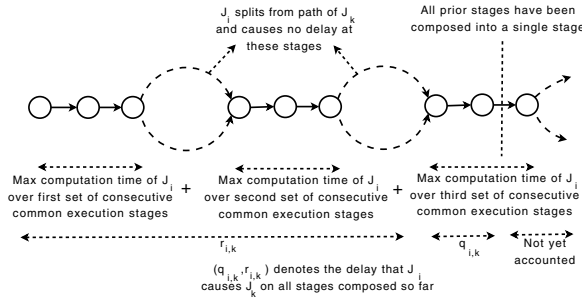 J_i splits from path of J_k
and causes no delay at
these stages
All prior stages have been
composed into a single stage
Max computation time of J_i
over first set of consecutive
common execution stages
+
Max computation time of J_i
over second set of consecutive
common execution stages
+
Max computation time of J_i
over third set of consecutive
common execution stages
r_{i,k}
q_{i,k}
Not yet
accounted
(q_{i,k},r_{i,k}) denotes the delay that J_i
causes J_k on all stages composed so far